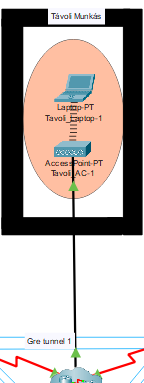 Távoli Munkás
Laptop-PT
Tavoli_Laptop-1
AccessPoint-PT
Tavoli_AC-1
Gre tunnel 1